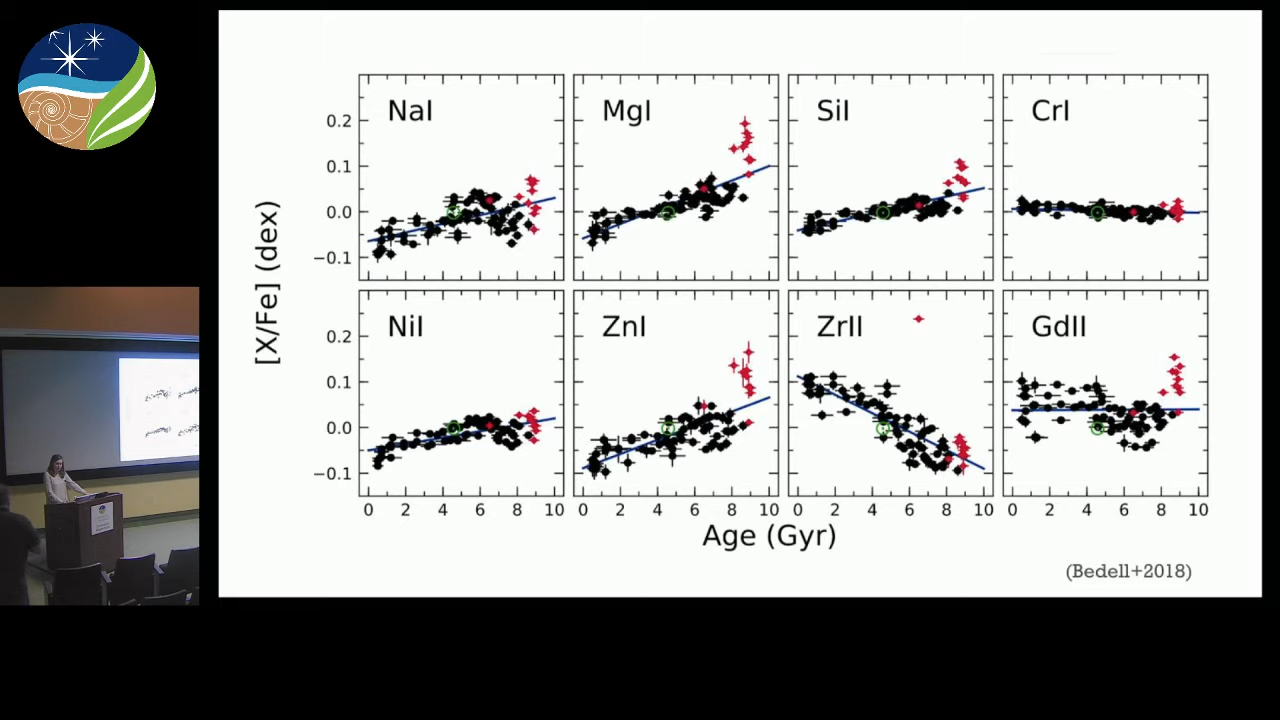 NaI
MgI
SiI
CrI
0.2
0.1
0.0
−0.1
[X/Fe] (dex)
NiI
ZnI
ZrII
GdII
0.2
0.1
0.0
−0.1
0 2 4 6 8 10
0 2 4 6 8 10
0 2 4 6 8 10
0 2 4 6 8 10
Age (Gyr)
(Bedell+2018)